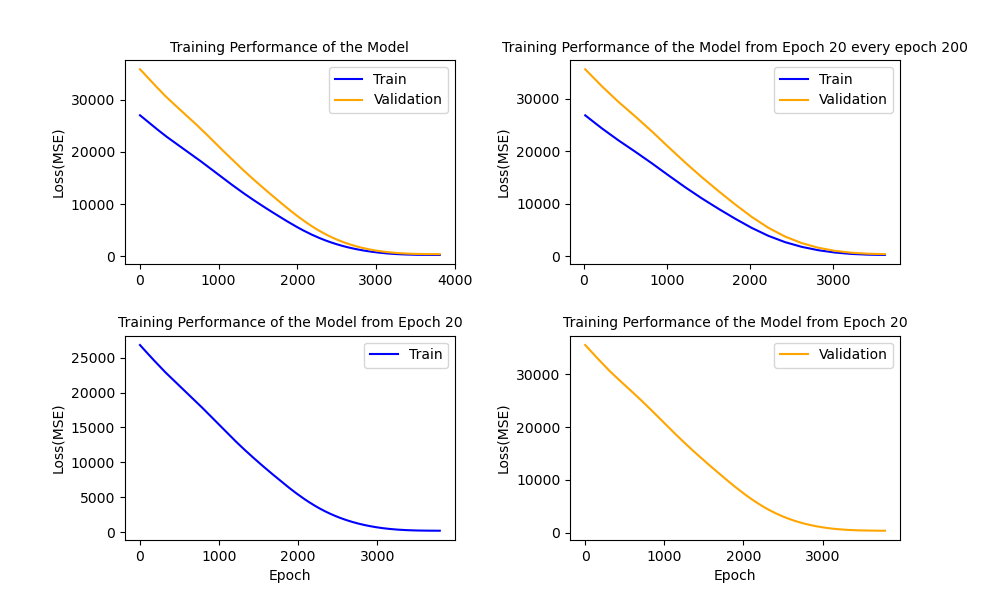 Training Performance of the Model
Loss(MSE)
30000
20000
10000
0
0 1000 2000 3000 4000
Train
Validation
Training Performance of the Model from Epoch 20 every epoch 200
Loss(MSE)
30000
20000
10000
0
0 1000 2000 3000
Train
Validation
Training Performance of the Model from Epoch 20
Loss(MSE)
25000
20000
15000
10000
5000
0
0 1000 2000 3000
Epoch
Train
Training Performance of the Model from Epoch 20
Loss(MSE)
30000
20000
10000
0
0 1000 2000 3000
Epoch
Validation